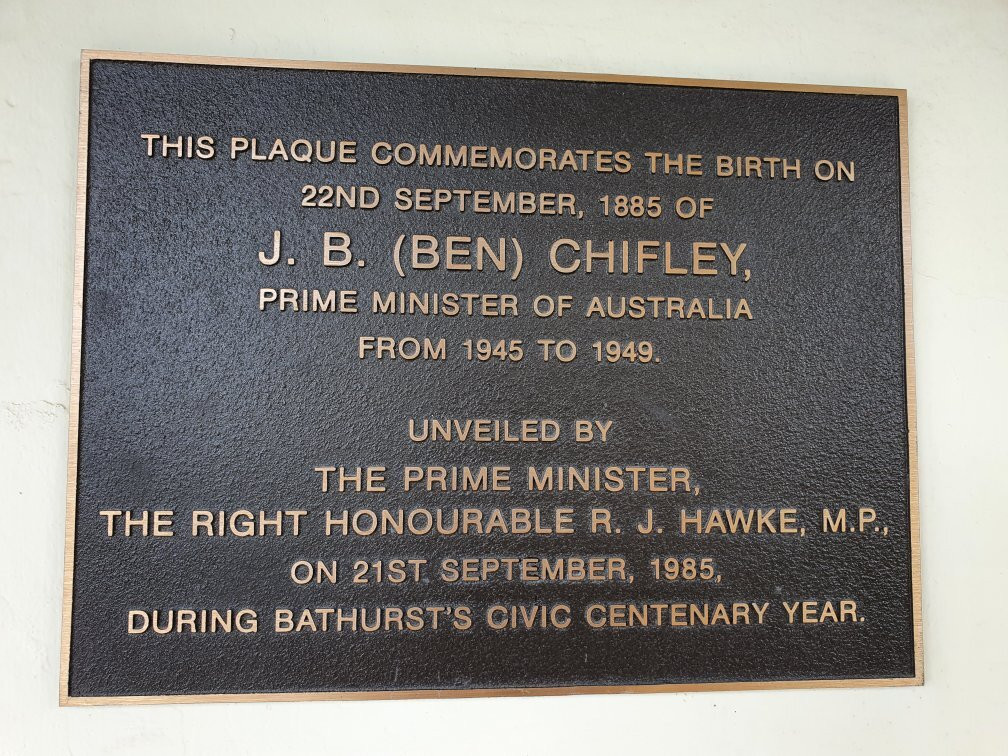 THIS PLAQUE COMMEMORATES THE BIRTH ON
22ND SEPTEMBER, 1885 OF
J. B. (BEN) CHIFLEY,
PRIME MINISTER OF AUSTRALIA
FROM 1945 TO 1949.
UNVEILED BY
THE PRIME MINISTER,
THE RIGHT HONOURABLE R. J. HAWKE, M.P.,
ON 21ST SEPTEMBER, 1985,
DURING BATHURST'S CIVIC CENTENARY YEAR.